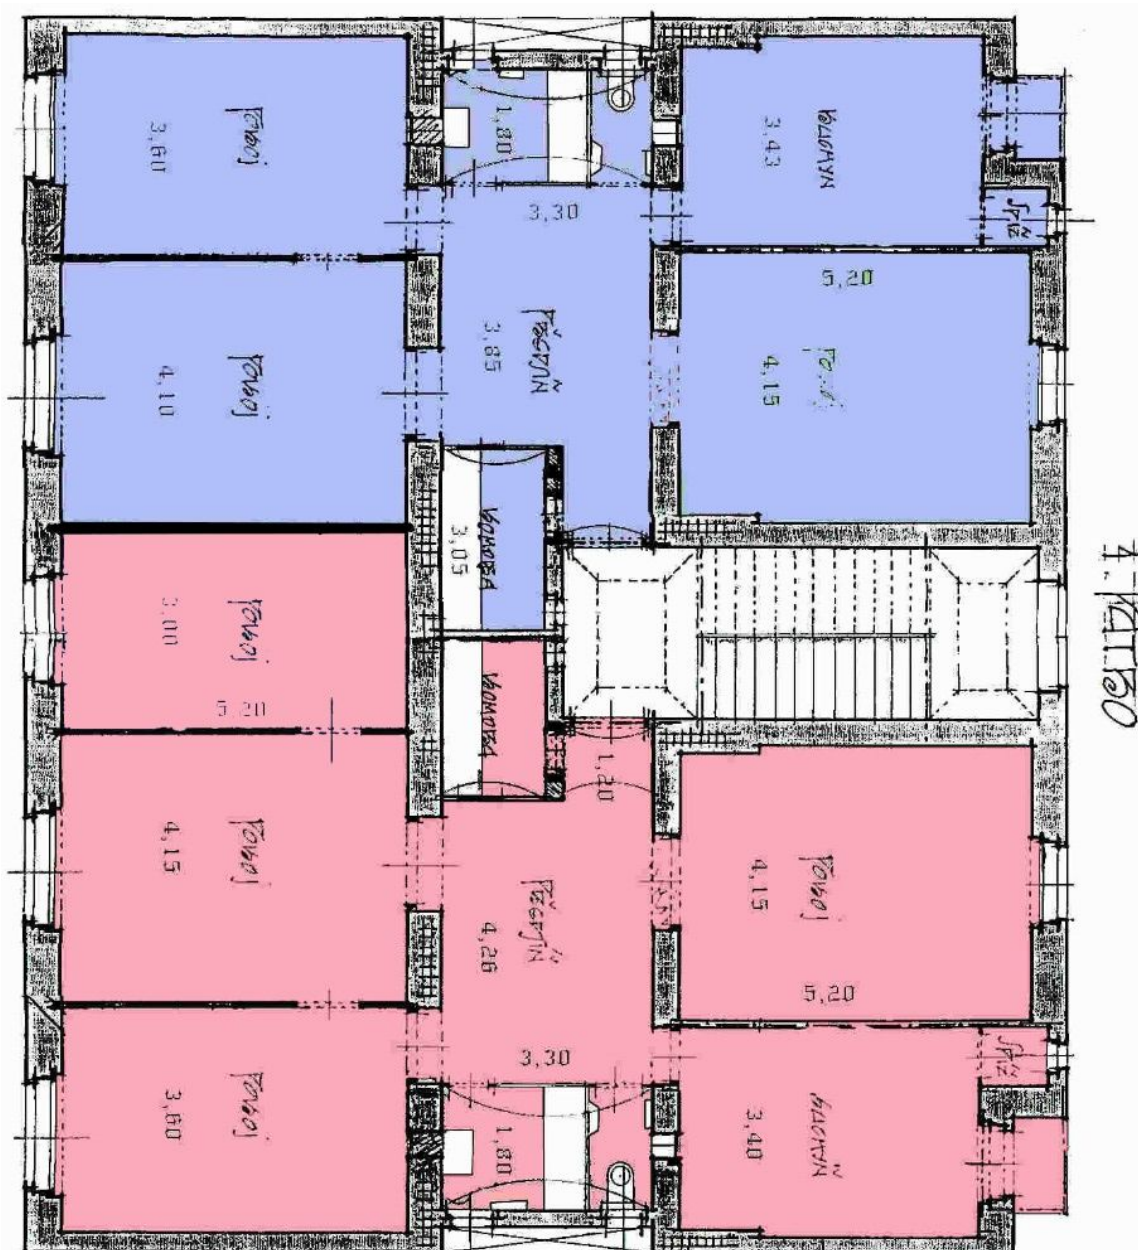 POKOJ
3,60
1,80
KUCHYŇ
3,43
SPÍŽ
3,30
POKOJ
4,10
PŘEDSÍŇ
3,85
5,20
POKOJ
4,15
KOMORA
3,05
4. PATRO
POKOJ
3,00
5,20
KOMORA
1,20
POKOJ
4,15
PŘEDSÍŇ
4,26
POKOJ
4,15
5,20
3,30
SPÍŽ
POKOJ
3,60
1,80
KUCHYŇ
3,40